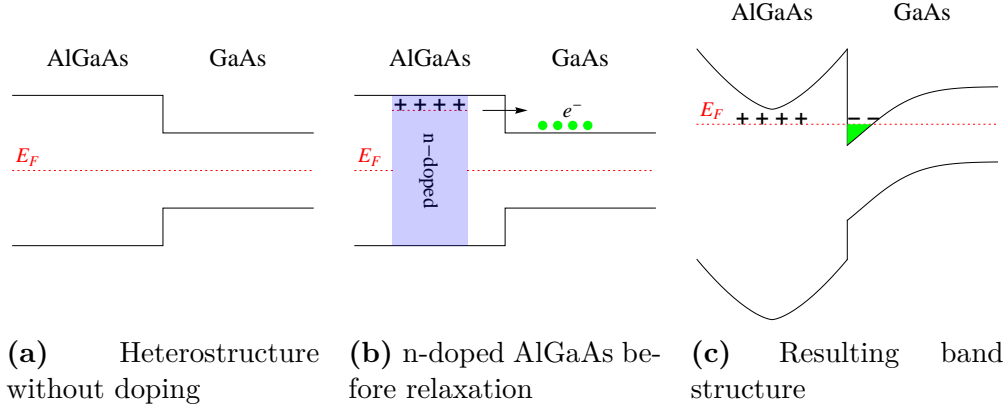 AlGaAs GaAs
E_F
(a) Heterostructure
without doping
AlGaAs GaAs
++++
e⁻
E_F
n-doped
(b) n-doped AlGaAs be-
fore relaxation
AlGaAs GaAs
E_F ++++ −−
(c) Resulting band
structure